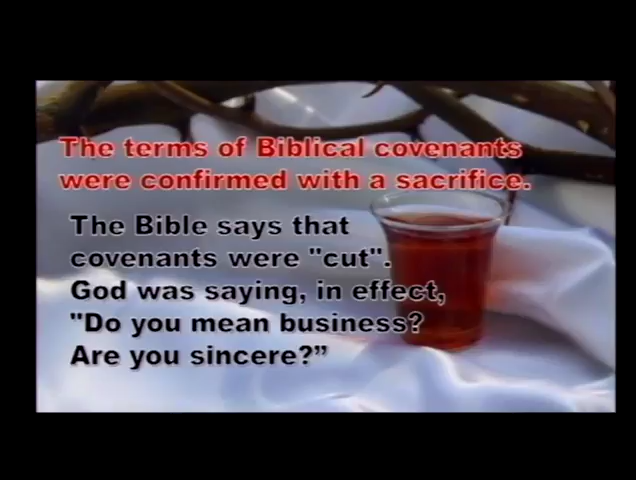 The terms of Biblical covenants
were confirmed with a sacrifice.
The Bible says that
covenants were "cut".
God was saying, in effect,
"Do you mean business?
Are you sincere?”